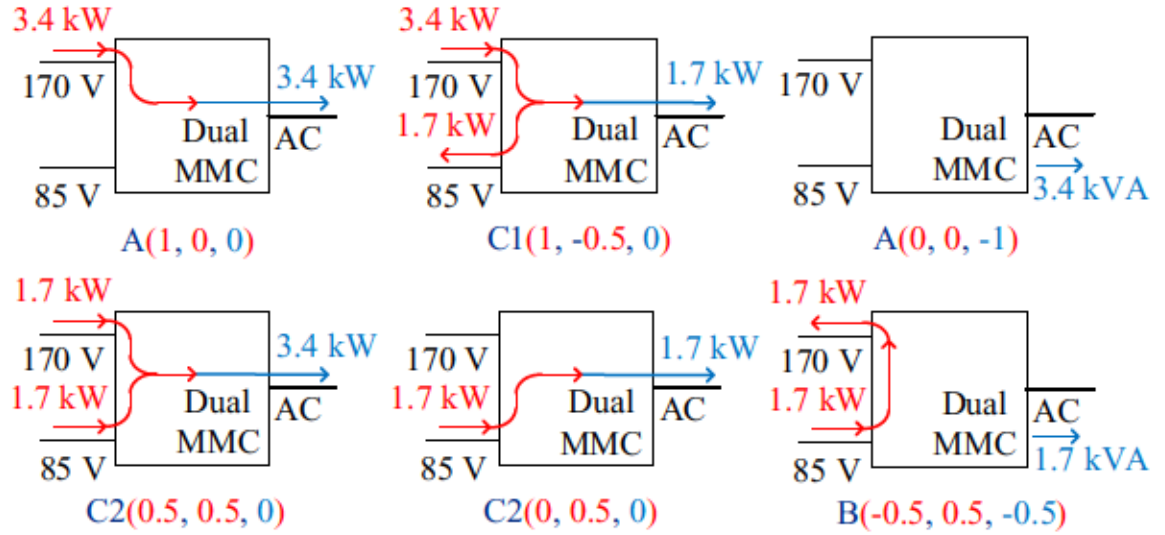 3.4 kW
170 V
3.4 kW
Dual
MMC
AC
85 V
A(1, 0, 0)
3.4 kW
170 V
1.7 kW
1.7 kW
Dual
MMC
AC
85 V
C1(1, -0.5, 0)
170 V
Dual
MMC
AC
85 V
3.4 kVA
A(0, 0, -1)
1.7 kW
170 V
3.4 kW
1.7 kW
Dual
MMC
AC
85 V
C2(0.5, 0.5, 0)
170 V
1.7 kW
1.7 kW
Dual
MMC
AC
85 V
C2(0, 0.5, 0)
1.7 kW
170 V
1.7 kW
Dual
MMC
AC
85 V
1.7 kVA
B(-0.5, 0.5, -0.5)